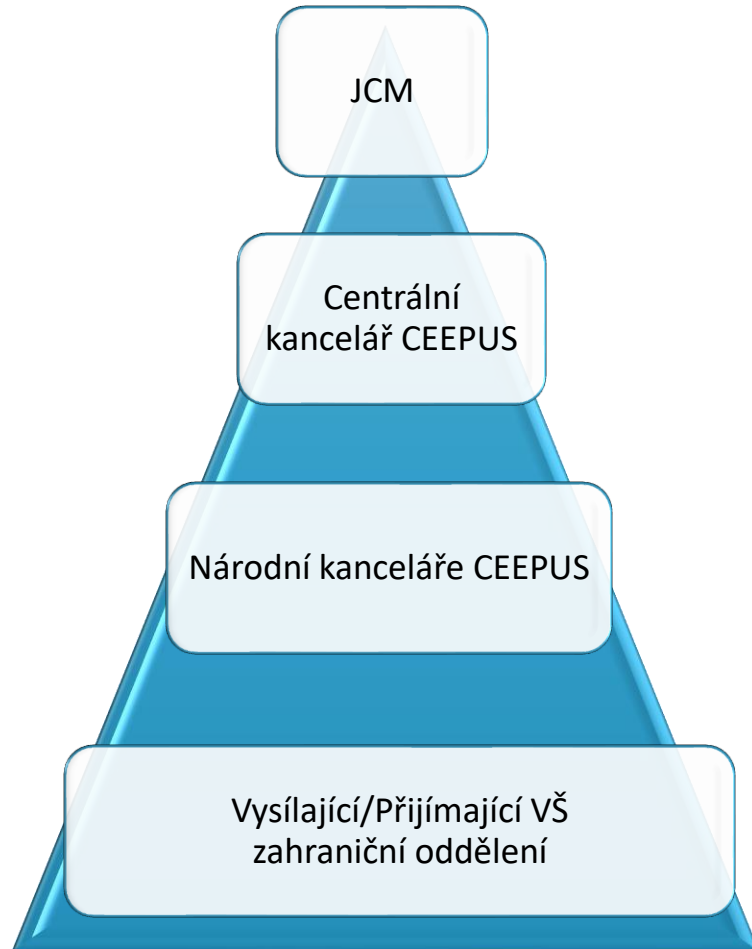 JCM
Centrální
kancelář CEEPUS
Národní kanceláře CEEPUS
Vysílající/Přijímající VŠ
zahraniční oddělení